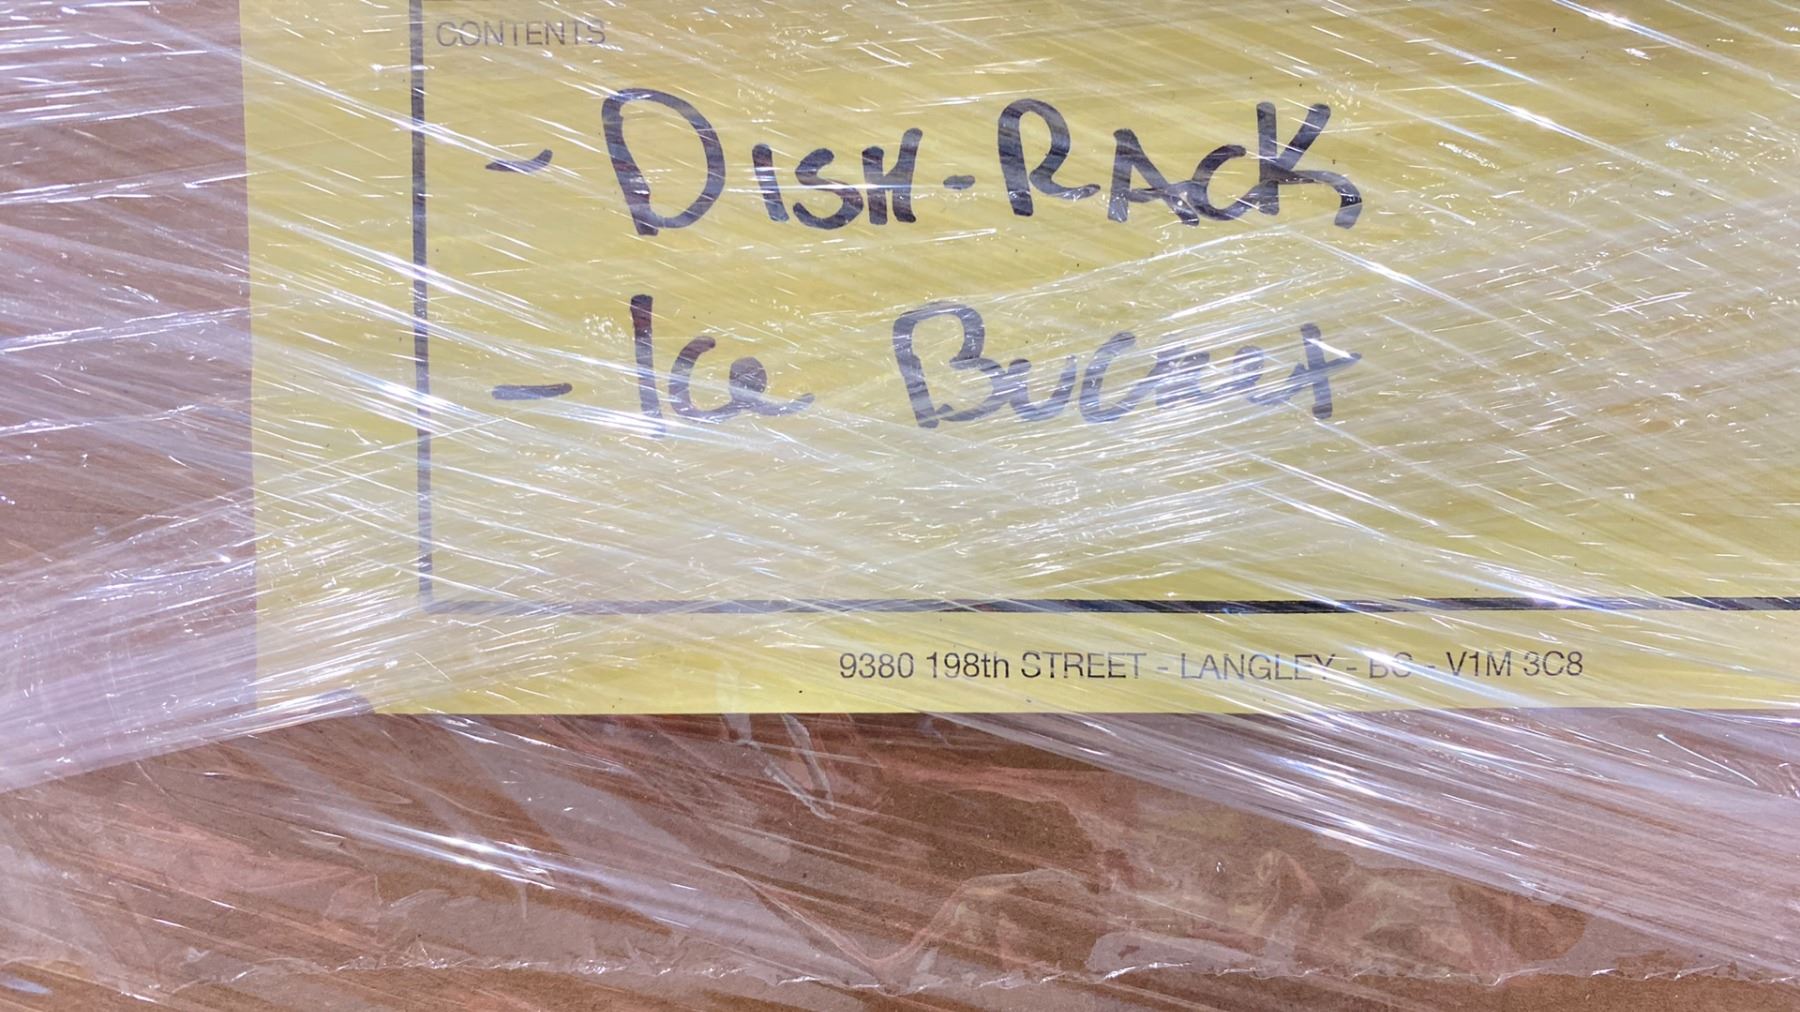 CONTENTS
- DISH-RACK
- Ice Bucket
9380 198th STREET - LANGLEY - BC - V1M 3C8